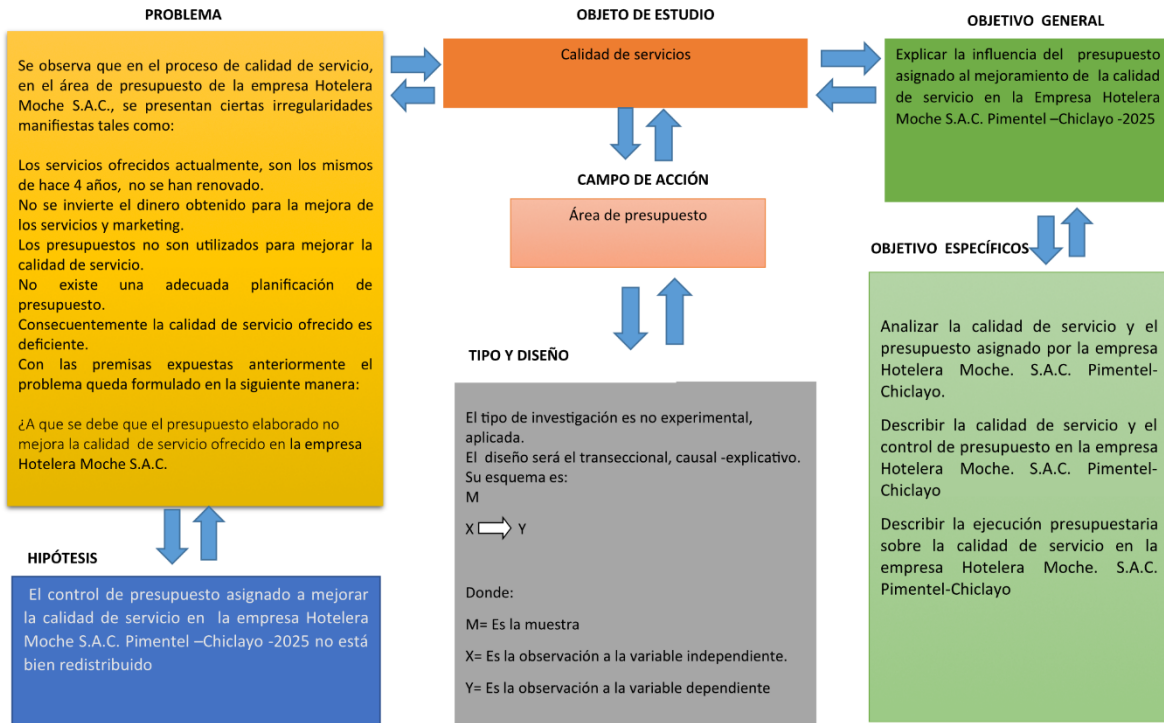 PROBLEMA
Se observa que en el proceso de calidad de servicio,
en el área de presupuesto de la empresa Hotelera
Moche S.A.C., se presentan ciertas irregularidades
manifiestas tales como:
Los servicios ofrecidos actualmente, son los mismos
de hace 4 años, no se han renovado.
No se invierte el dinero obtenido para la mejora de
los servicios y marketing.
Los presupuestos no son utilizados para mejorar la
calidad de servicio.
No existe una adecuada planificación de
presupuesto.
Consecuentemente la calidad de servicio ofrecido es
deficiente.
Con las premisas expuestas anteriormente el
problema queda formulado en la siguiente manera:
¿A que se debe que el presupuesto elaborado no
mejora la calidad de servicio ofrecido en la empresa
Hotelera Moche S.A.C.
HIPÓTESIS
El control de presupuesto asignado a mejorar
la calidad de servicio en la empresa Hotelera
Moche S.A.C. Pimentel –Chiclayo -2025 no está
bien redistribuido
OBJETO DE ESTUDIO
Calidad de servicios
CAMPO DE ACCIÓN
Área de presupuesto
TIPO Y DISEÑO
El tipo de investigación es no experimental,
aplicada.
El diseño será el transeccional, causal -explicativo.
Su esquema es:
M
X Y
Donde:
M= Es la muestra
X= Es la observación a la variable independiente.
Y= Es la observación a la variable dependiente
OBJETIVO GENERAL
Explicar la influencia del presupuesto
asignado al mejoramiento de la calidad
de servicio en la Empresa Hotelera
Moche S.A.C. Pimentel –Chiclayo -2025
OBJETIVO ESPECÍFICOS
Analizar la calidad de servicio y el
presupuesto asignado por la empresa
Hotelera Moche. S.A.C. Pimentel-
Chiclayo.
Describir la calidad de servicio y el
control de presupuesto en la empresa
Hotelera Moche. S.A.C. Pimentel-
Chiclayo
Describir la ejecución presupuestaria
sobre la calidad de servicio en la
empresa Hotelera Moche. S.A.C.
Pimentel-Chiclayo